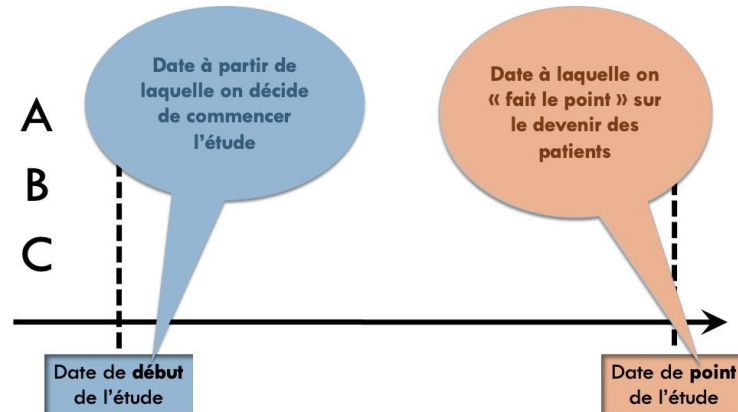 Date à partir de
laquelle on décide
de commencer
l'étude
Date à laquelle on
« fait le point » sur
le devenir des
patients
A
B
C
Date de début
de l'étude
Date de point
de l'étude